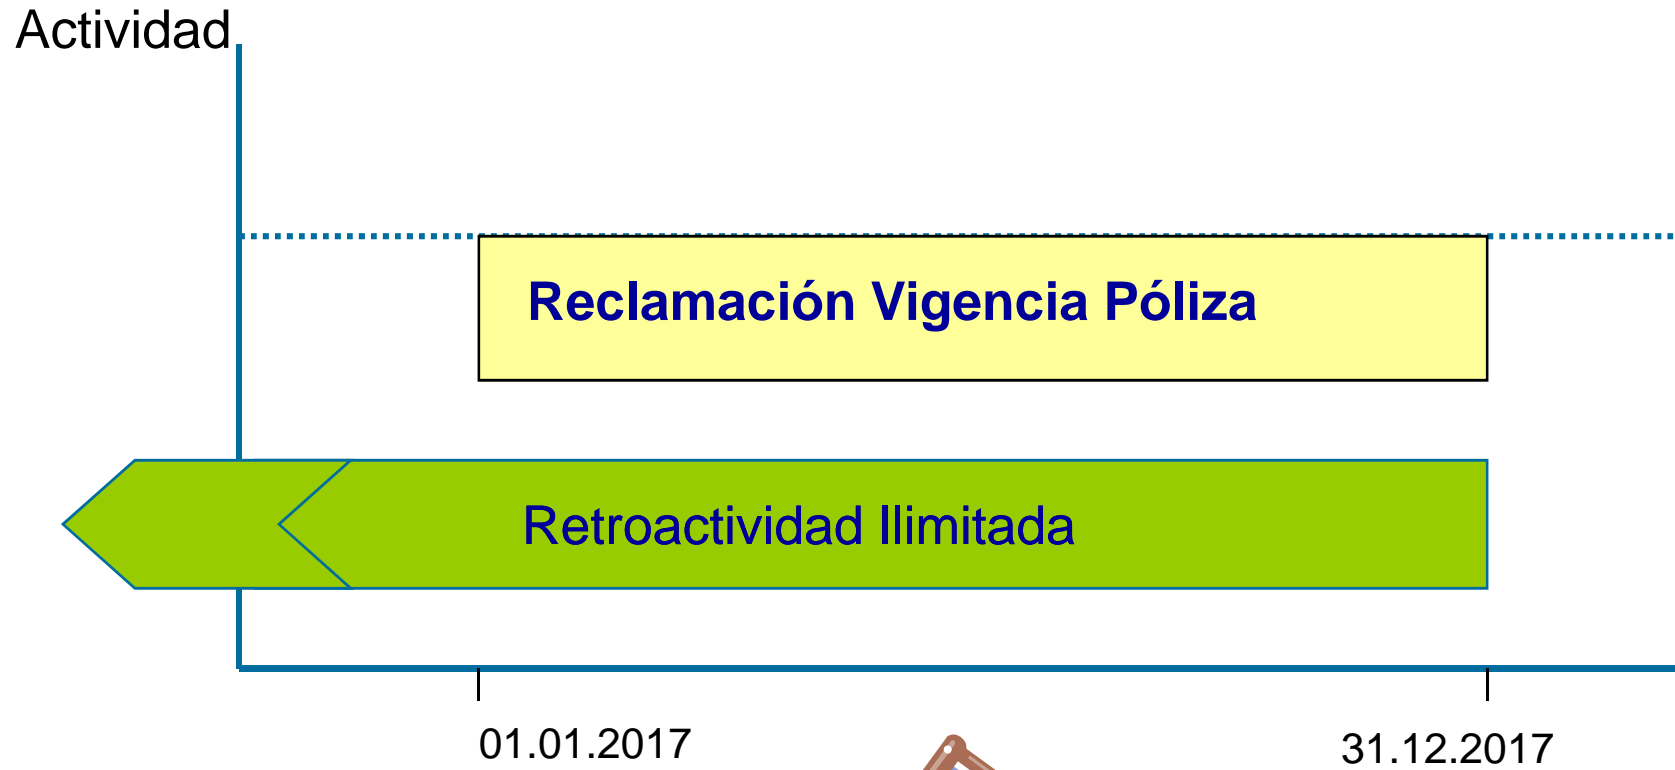 Actividad
Reclamación Vigencia Póliza
Retroactividad Ilimitada
01.01.2017
31.12.2017